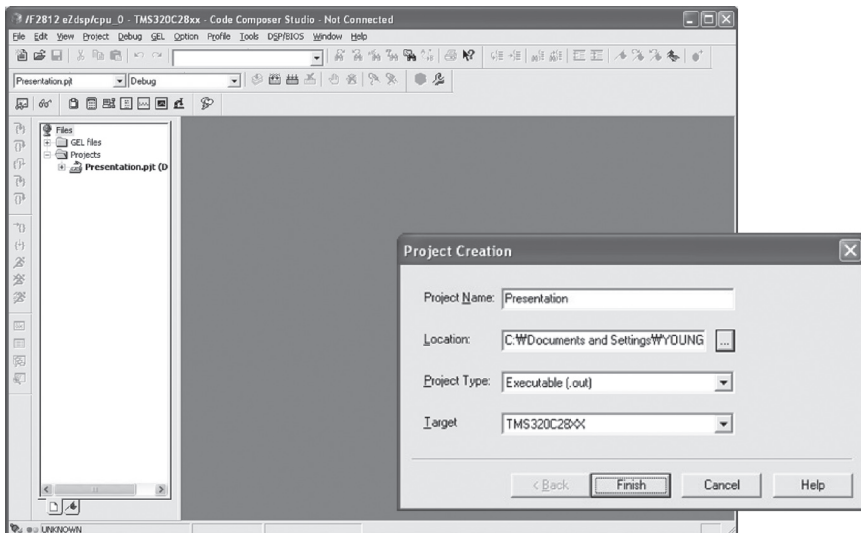 /F2812 eZdsp/cpu_0 - TMS320C28xx - Code Composer Studio - Not Connected
File Edit View Project Debug GEL Option Profile Tools DSP/BIOS Window Help
Presentation.pjt Debug
Files
GEL files
Projects
Presentation.pjt (D
Project Creation
Project Name: Presentation
Location: C:₩Documents and Settings₩YOUNG ...
Project Type: Executable (.out)
Target TMS320C28XX
< Back Finish Cancel Help
UNKNOWN